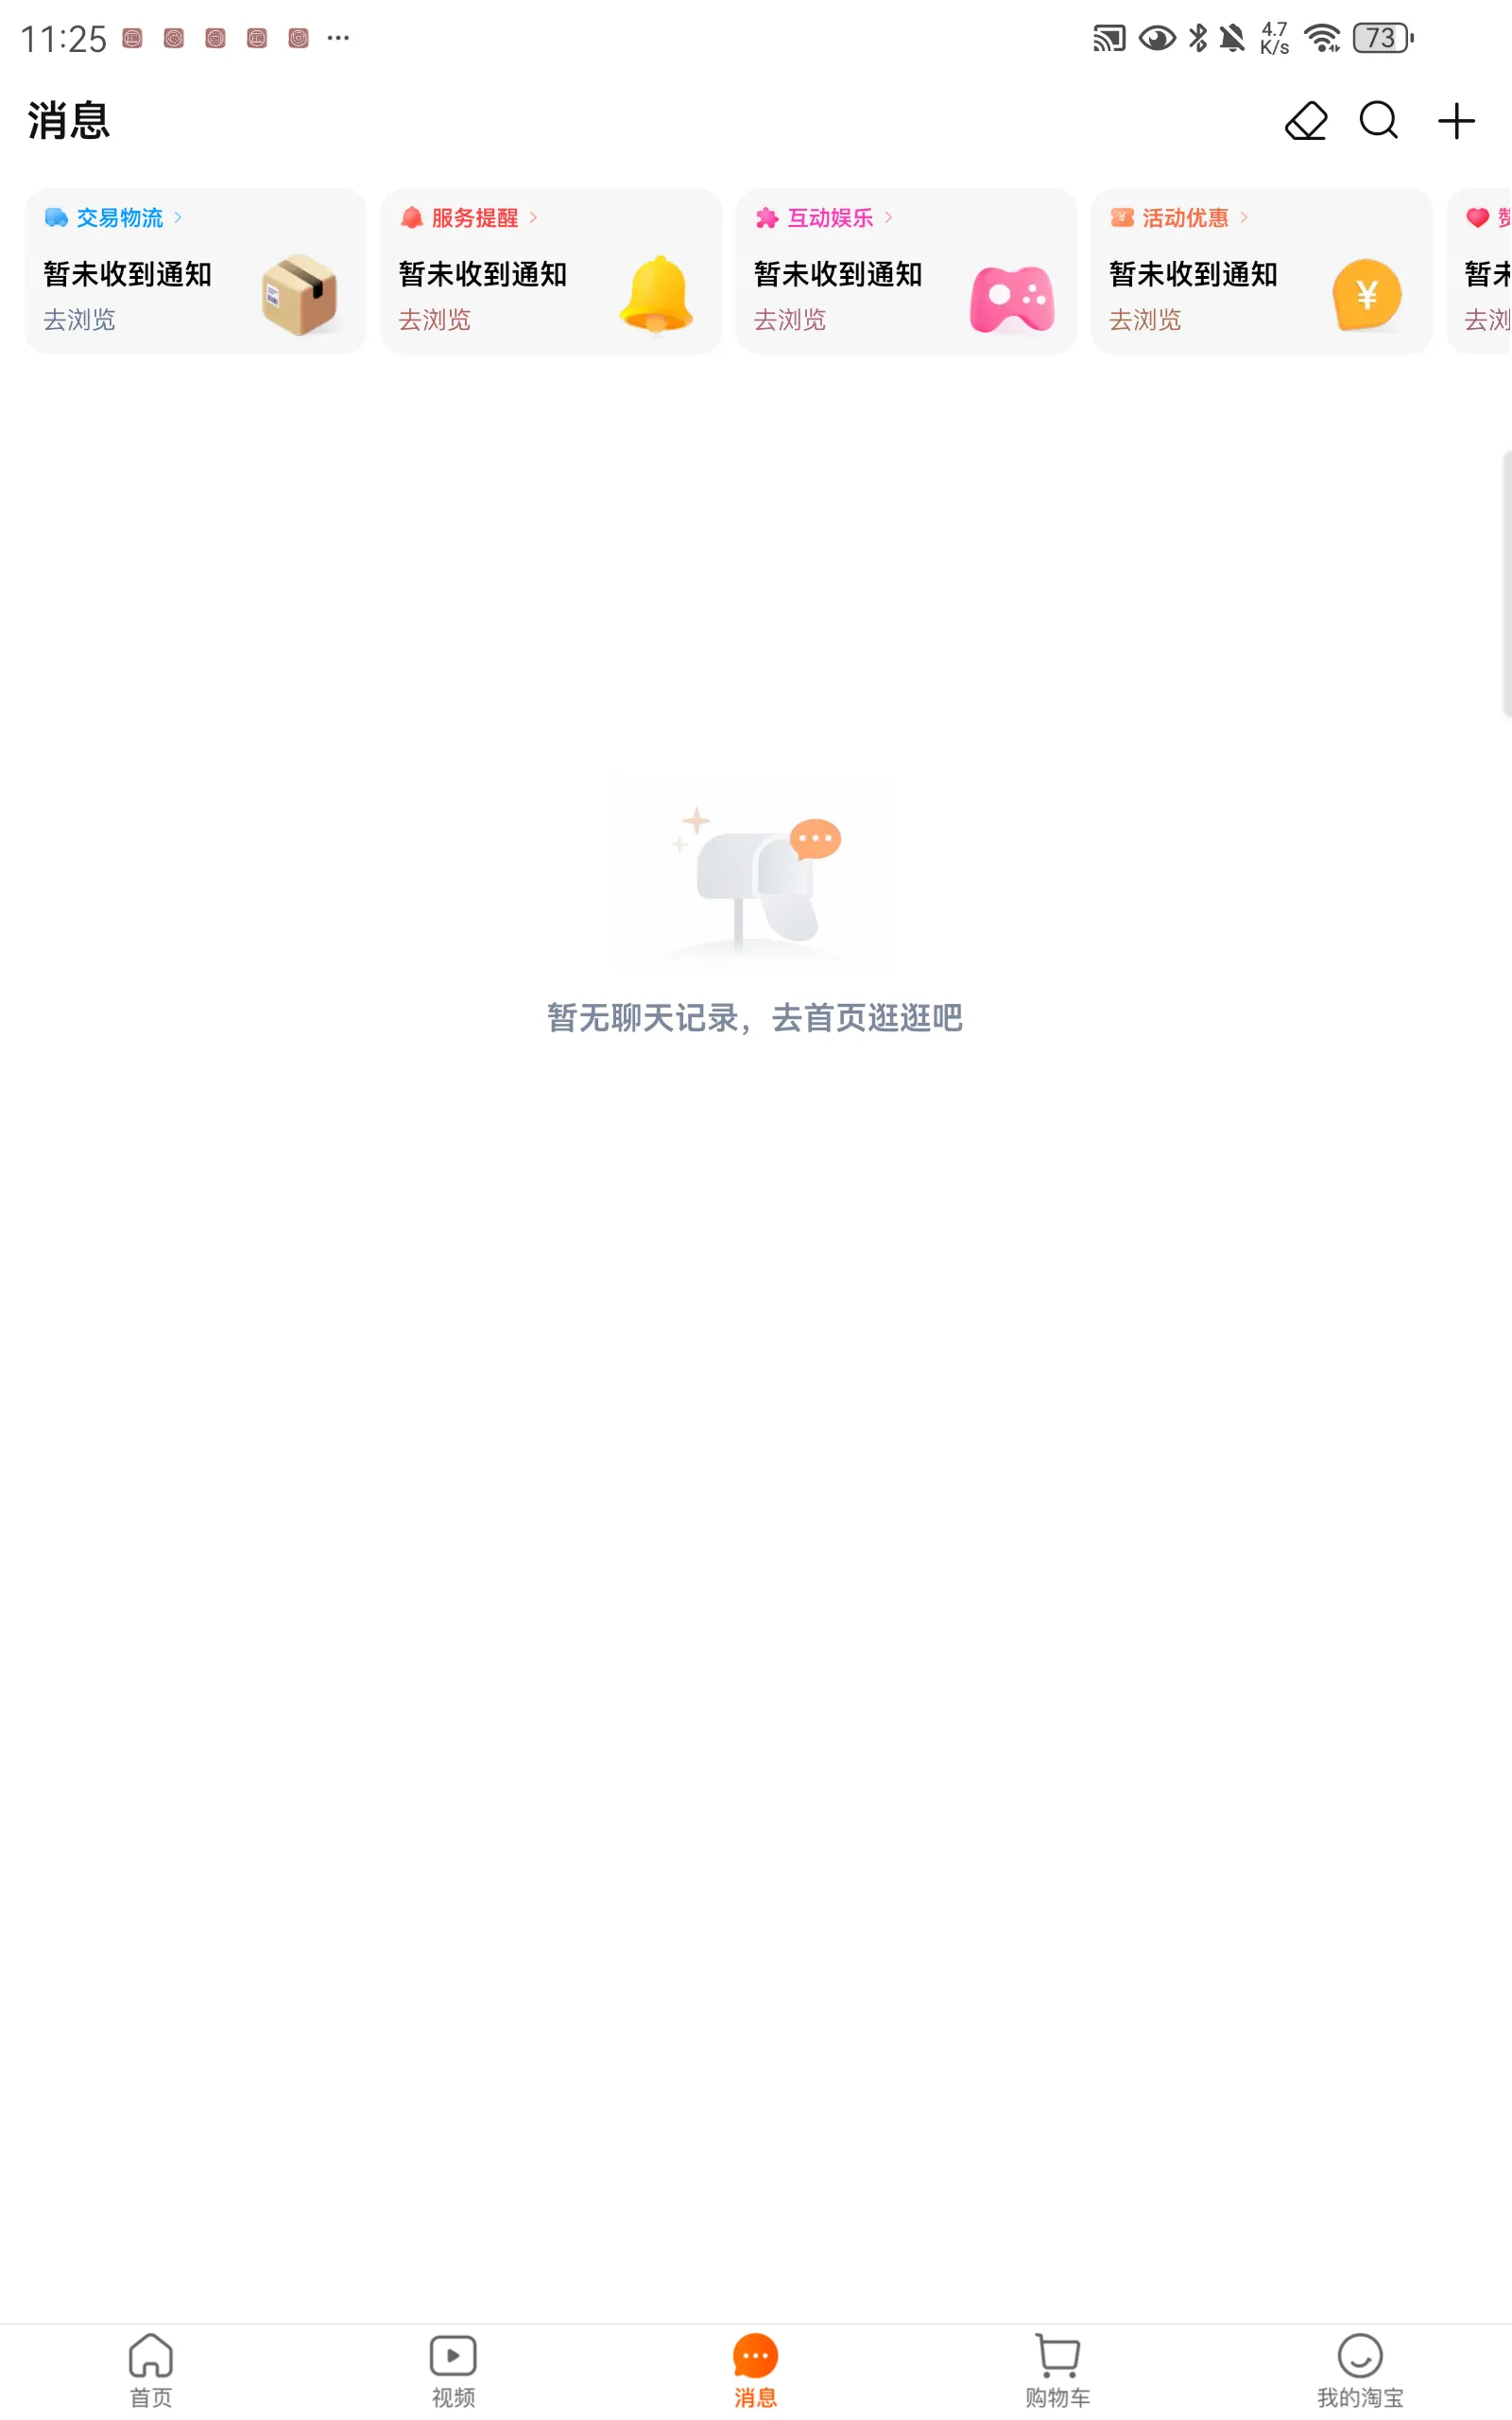 11:25
4.7
K/s
73
消息
交易物流
暂未收到通知
去浏览
服务提醒
暂未收到通知
去浏览
互动娱乐
暂未收到通知
去浏览
¥
活动优惠
暂未收到通知
¥
去浏览
暂未
去浏
暂无聊天记录，去首页逛逛吧
首页
视频
消息
购物车
我的淘宝